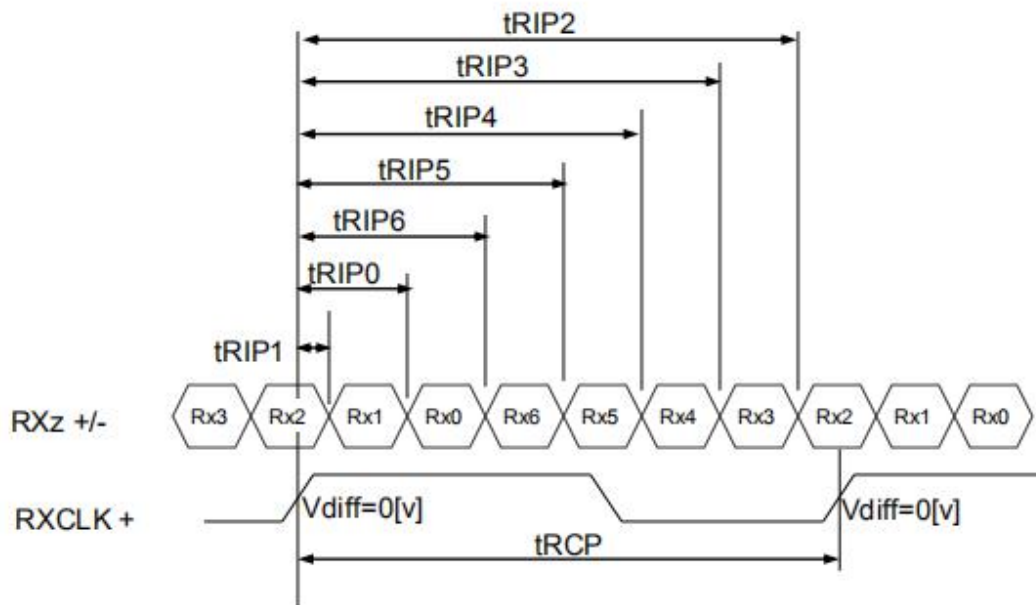 tRIP2
tRIP3
tRIP4
tRIP5
tRIP6
tRIP0
tRIP1
RXz +/- Rx3 Rx2 Rx1 Rx0 Rx6 Rx5 Rx4 Rx3 Rx2 Rx1 Rx0
RXCLK + Vdiff=0[v] Vdiff=0[v]
tRCP